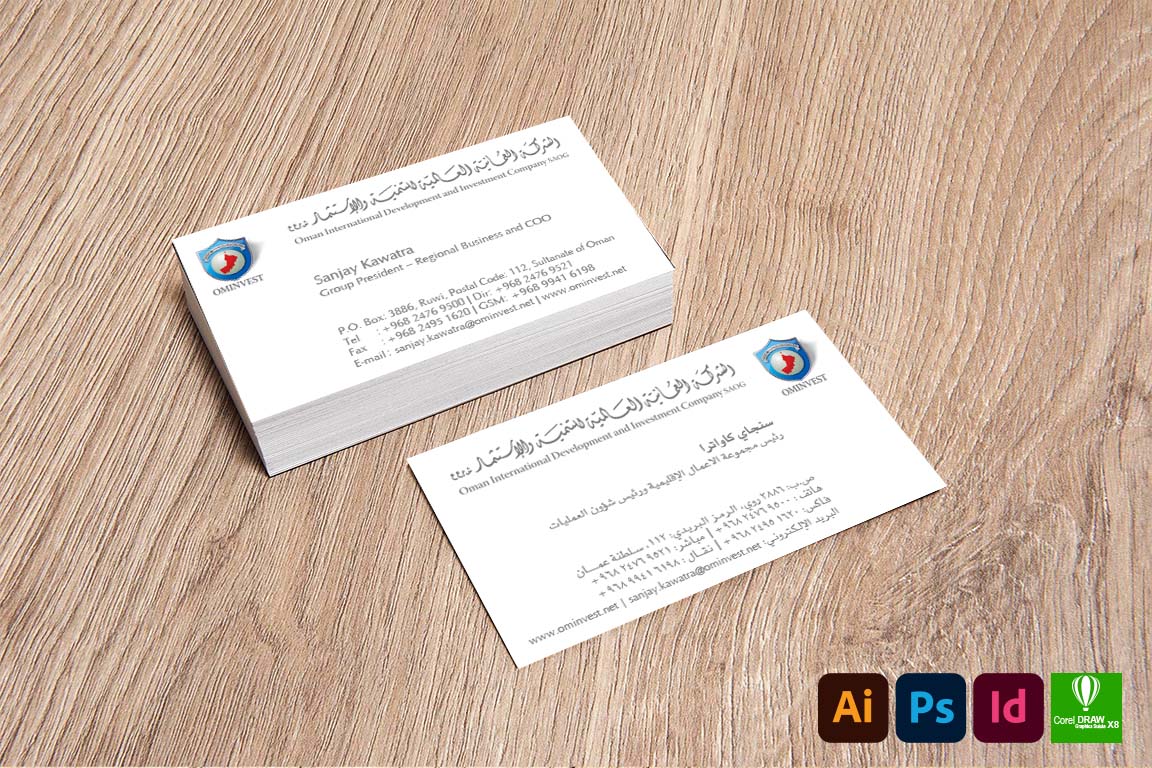 الشركة العمانية العالمية للتنمية والاستثمار ش.م.ع.ع
Oman International Development and Investment Company SAOG
OMINVEST
Sanjay Kawatra
Group President – Regional Business and COO
P.O. Box: 3886, Ruwi, Postal Code: 112, Sultanate of Oman
Tel : +968 2476 9500 | Dir: +968 2476 9521
Fax : +968 2495 1620 | GSM: +968 9941 6198
E-mail : sanjay.kawatra@ominvest.net | www.ominvest.net
الشركة العمانية العالمية للتنمية والاستثمار ش.م.ع.ع
Oman International Development and Investment Company SAOG
OMINVEST
سنجاي كاواترا
رئيس مجموعة الاعمال الإقليمية ورئيس شؤون العمليات
ص.ب: ٣٨٨٦ روي، الرمز البريدي: ١١٢، سلطنة عمــان
هاتف : ٩٥٠٠ ٢٤٧٦ ٩٦٨+ | مباشر: ٩٥٢١ ٢٤٧٦ ٩٦٨+
فاكس: ١٦٢٠ ٢٤٩٥ ٩٦٨+ | نقــال : ٦١٩٨ ٩٩٤١ ٩٦٨+
البريد الإلكتروني: www.ominvest.net | sanjay.kawatra@ominvest.net
Ai Ps Id Corel DRAW X8